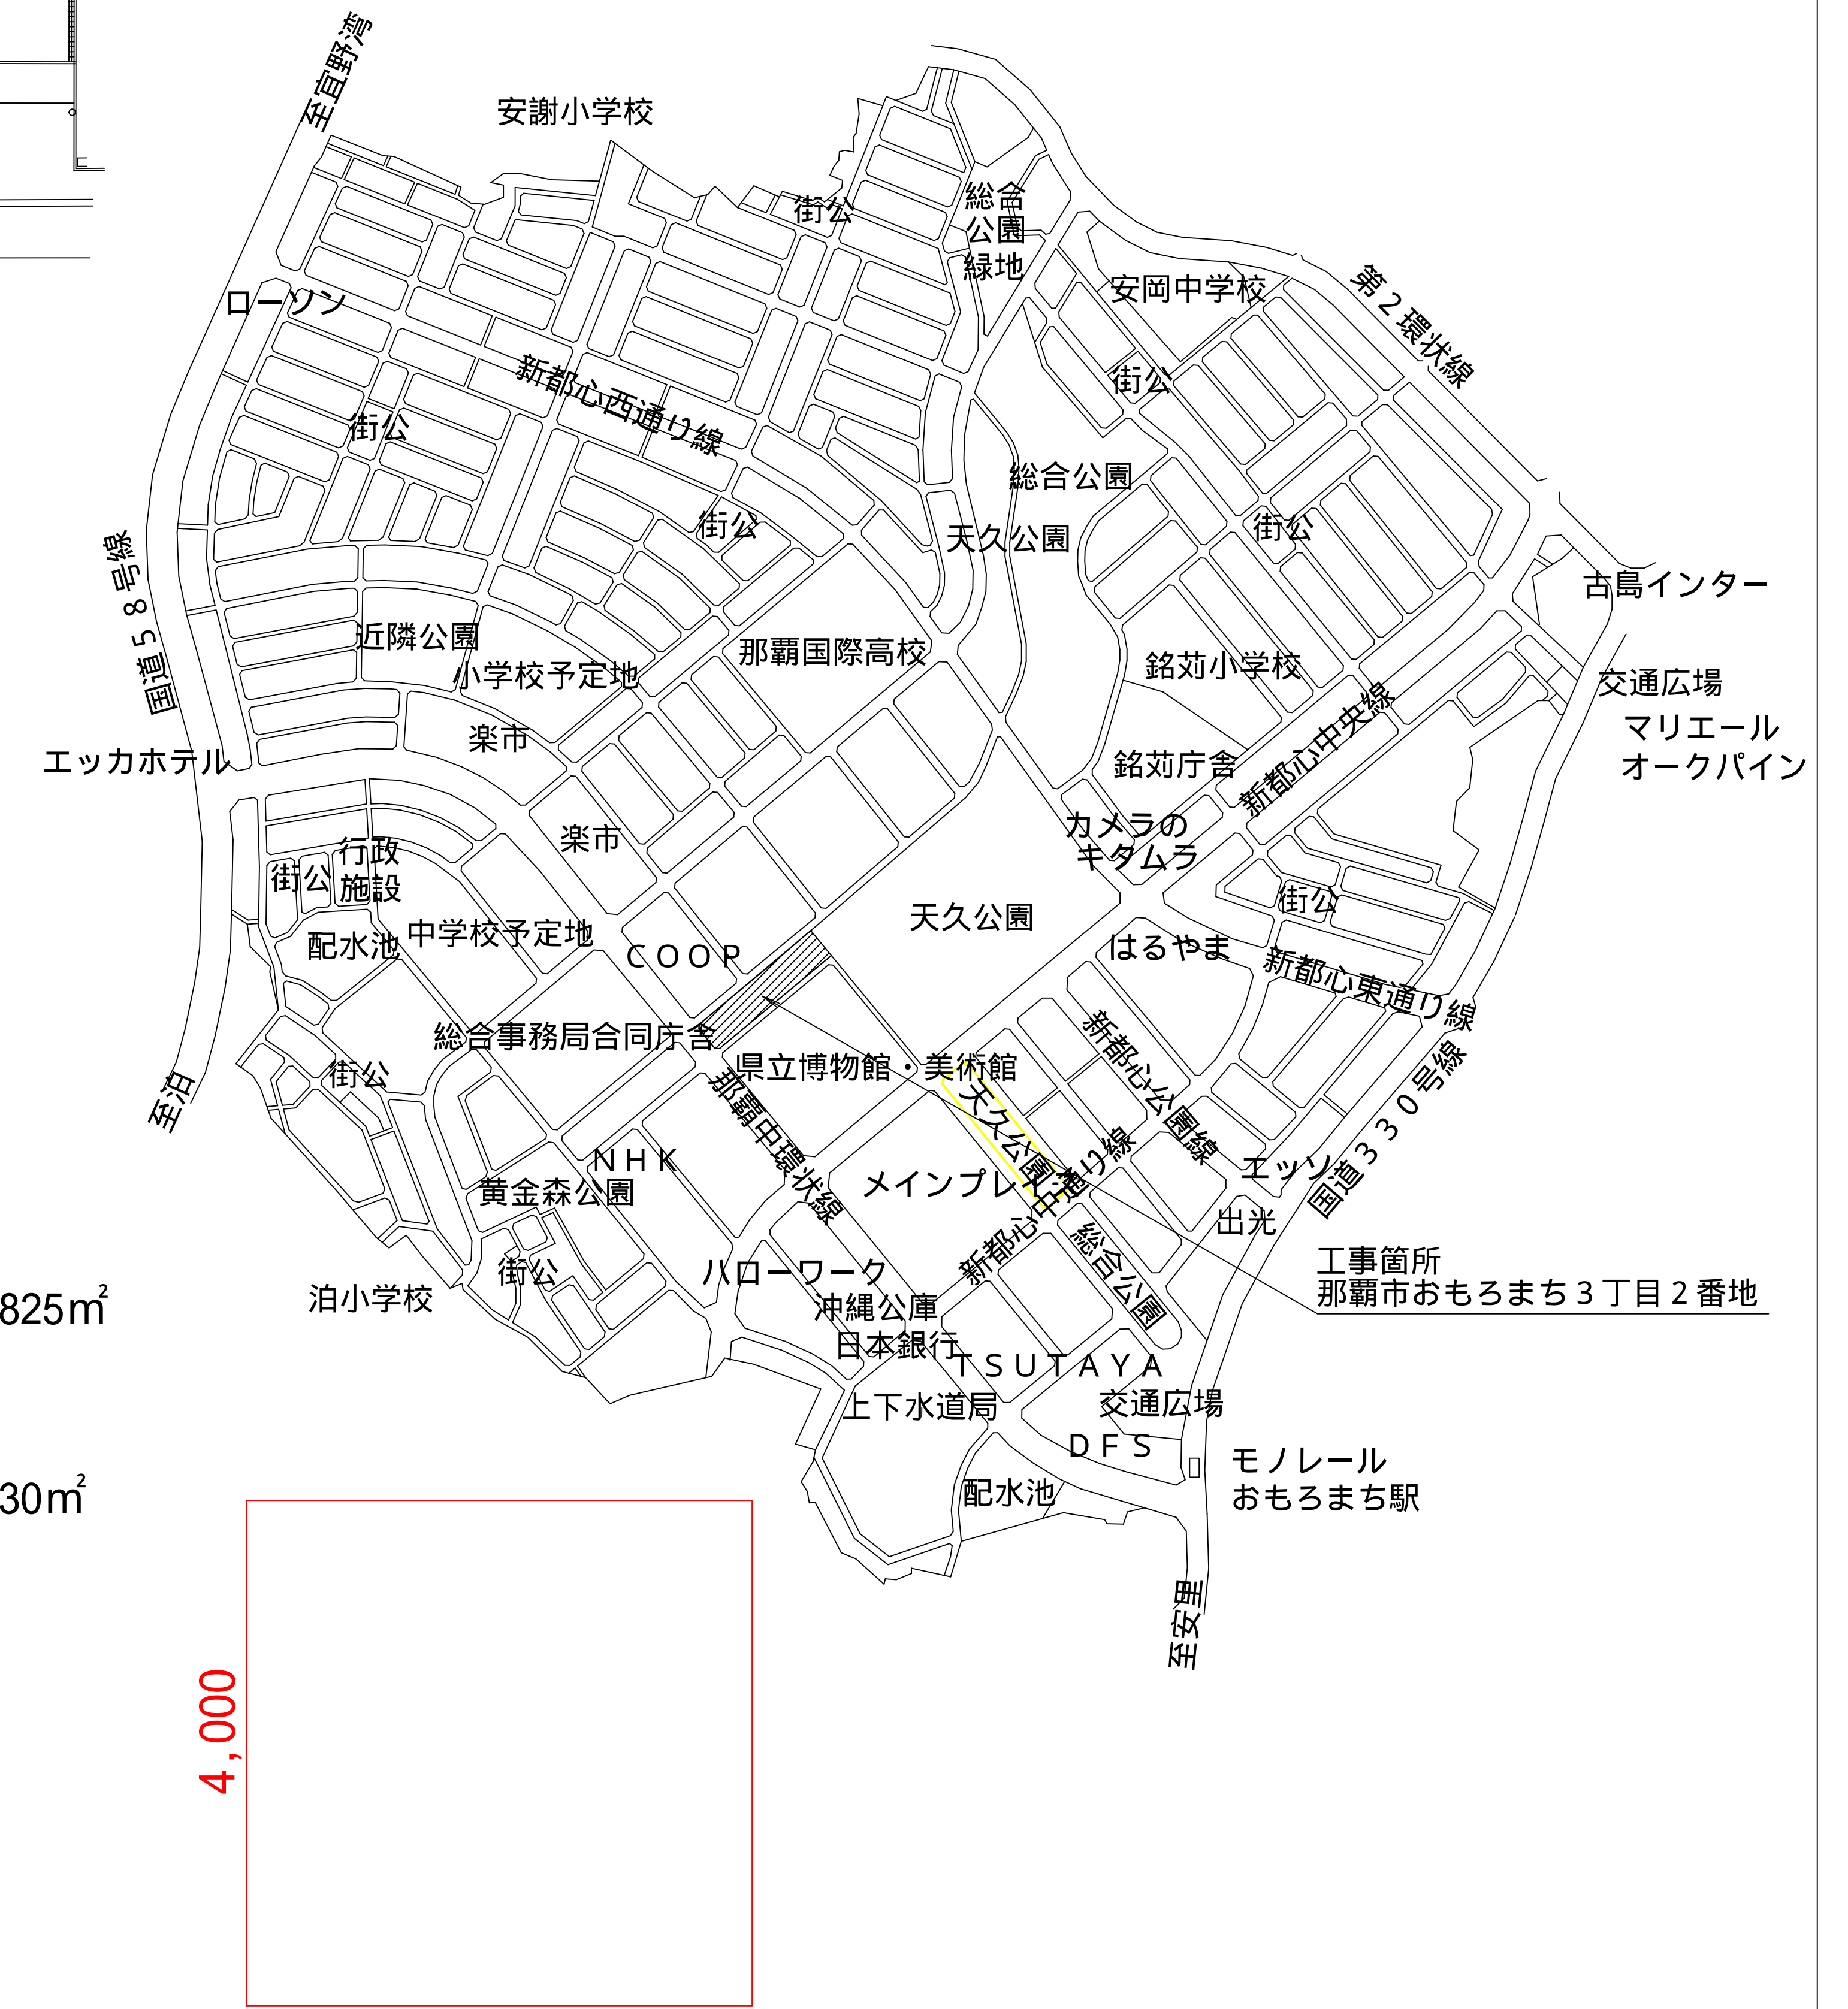 至宜野湾
安謝小学校
街公
総合
公園
緑地
安岡中学校
第２環状線
ローソン
新都心西通り線
街公
街公
総合公園
街公
天久公園
街公
国道５８号線
古島インター
近隣公園
小学校予定地
那覇国際高校
銘苅小学校
交通広場
マリエール
オークパイン
楽市
エッカホテル
銘苅庁舎
新都心中央線
カメラの
キタムラ
楽市
行政
施設
街公
街公
天久公園
配水池
中学校予定地
ＣＯＯＰ
はるやま
新都心東通り線
総合事務局合同庁舎
県立博物館・美術館
新都心公園線
街公
至泊
那覇中環状線
天久公園
国道３３０号線
ＮＨＫ
黄金森公園
メインプレイス
新都心中通り線
エッソ
出光
総合公園
街公
ハローワーク
工事箇所
那覇市おもろまち３丁目２番地
泊小学校
沖縄公庫
日本銀行
ＴＳＵＴＡＹＡ
825㎡
上下水道局
交通広場
ＤＦＳ
モノレール
おもろまち駅
配水池
30㎡
至安里
4,000